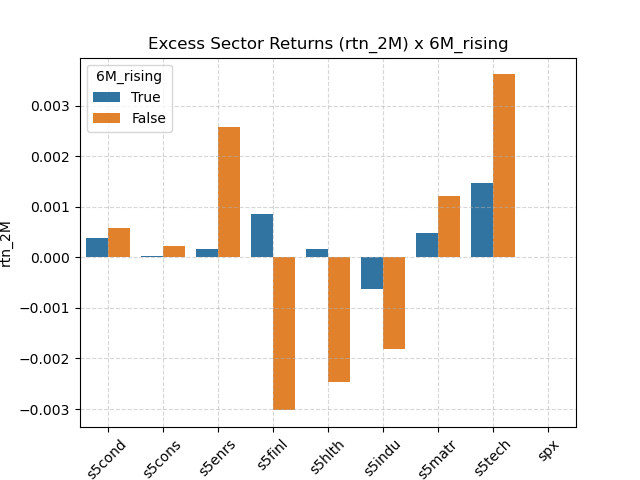 Excess Sector Returns (rtn_2M) x 6M_rising
6M_rising
True
False
0.003
0.002
0.001
0.000
−0.001
−0.002
−0.003
rtn_2M
s5cond
s5cons
s5enrs
s5finl
s5hlth
s5indu
s5matr
s5tech
spx